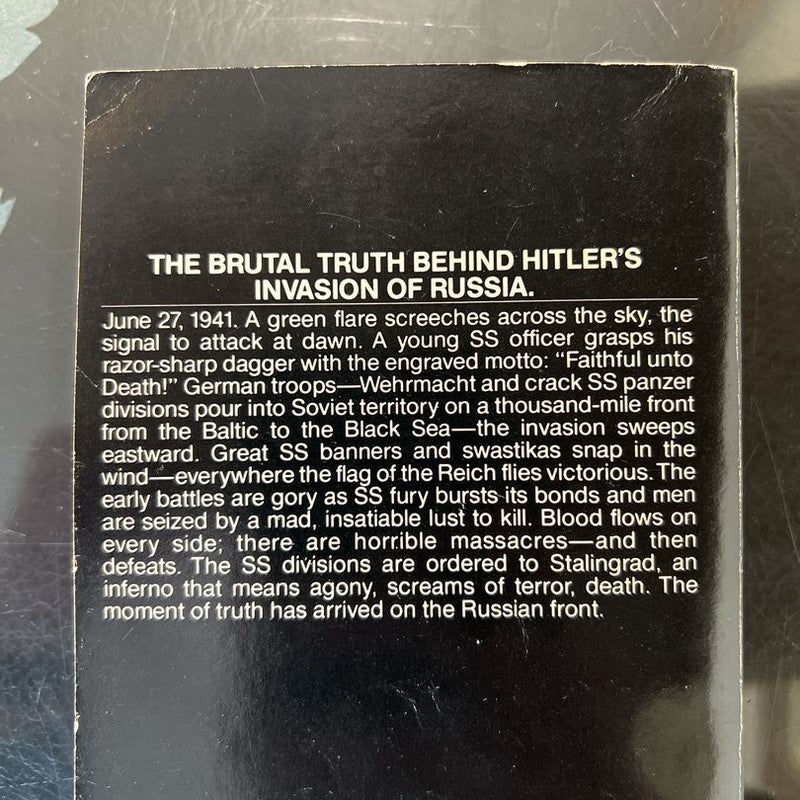 THE BRUTAL TRUTH BEHIND HITLER'S
INVASION OF RUSSIA.
June 27, 1941. A green flare screeches across the sky, the
signal to attack at dawn. A young SS officer grasps his
razor-sharp dagger with the engraved motto: “Faithful unto
Death!” German troops—Wehrmacht and crack SS panzer
divisions pour into Soviet territory on a thousand-mile front
from the Baltic to the Black Sea—the invasion sweeps
eastward. Great SS banners and swastikas snap in the
wind—everywhere the flag of the Reich flies victorious. The
early battles are gory as SS fury bursts its bonds and men
are seized by a mad, insatiable lust to kill. Blood flows on
every side; there are horrible massacres—and then
defeats. The SS divisions are ordered to Stalingrad, an
inferno that means agony, screams of terror, death. The
moment of truth has arrived on the Russian front.